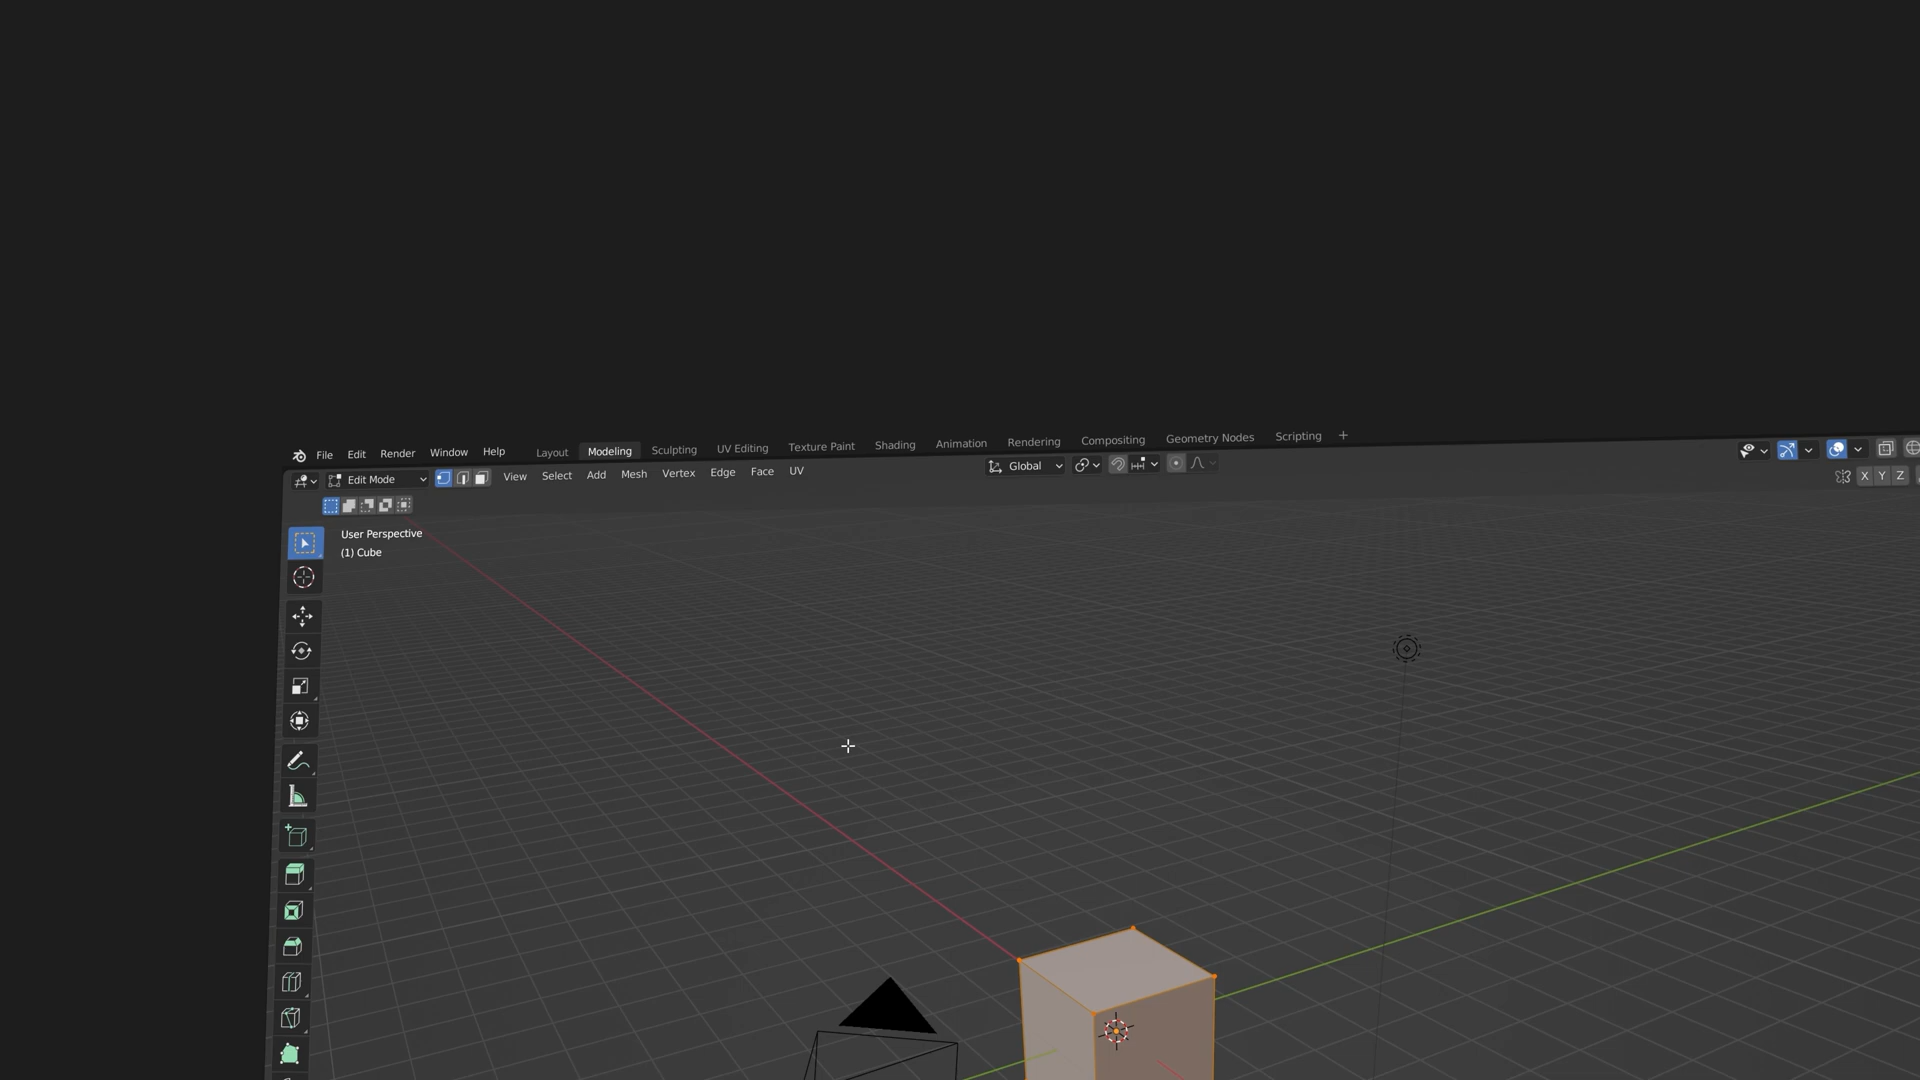 File Edit Render Window Help Layout Modeling Sculpting UV Editing Texture Paint Shading Animation Rendering Compositing Geometry Nodes Scripting +
Edit Mode View Select Add Mesh Vertex Edge Face UV Global
X Y Z
User Perspective
(1) Cube